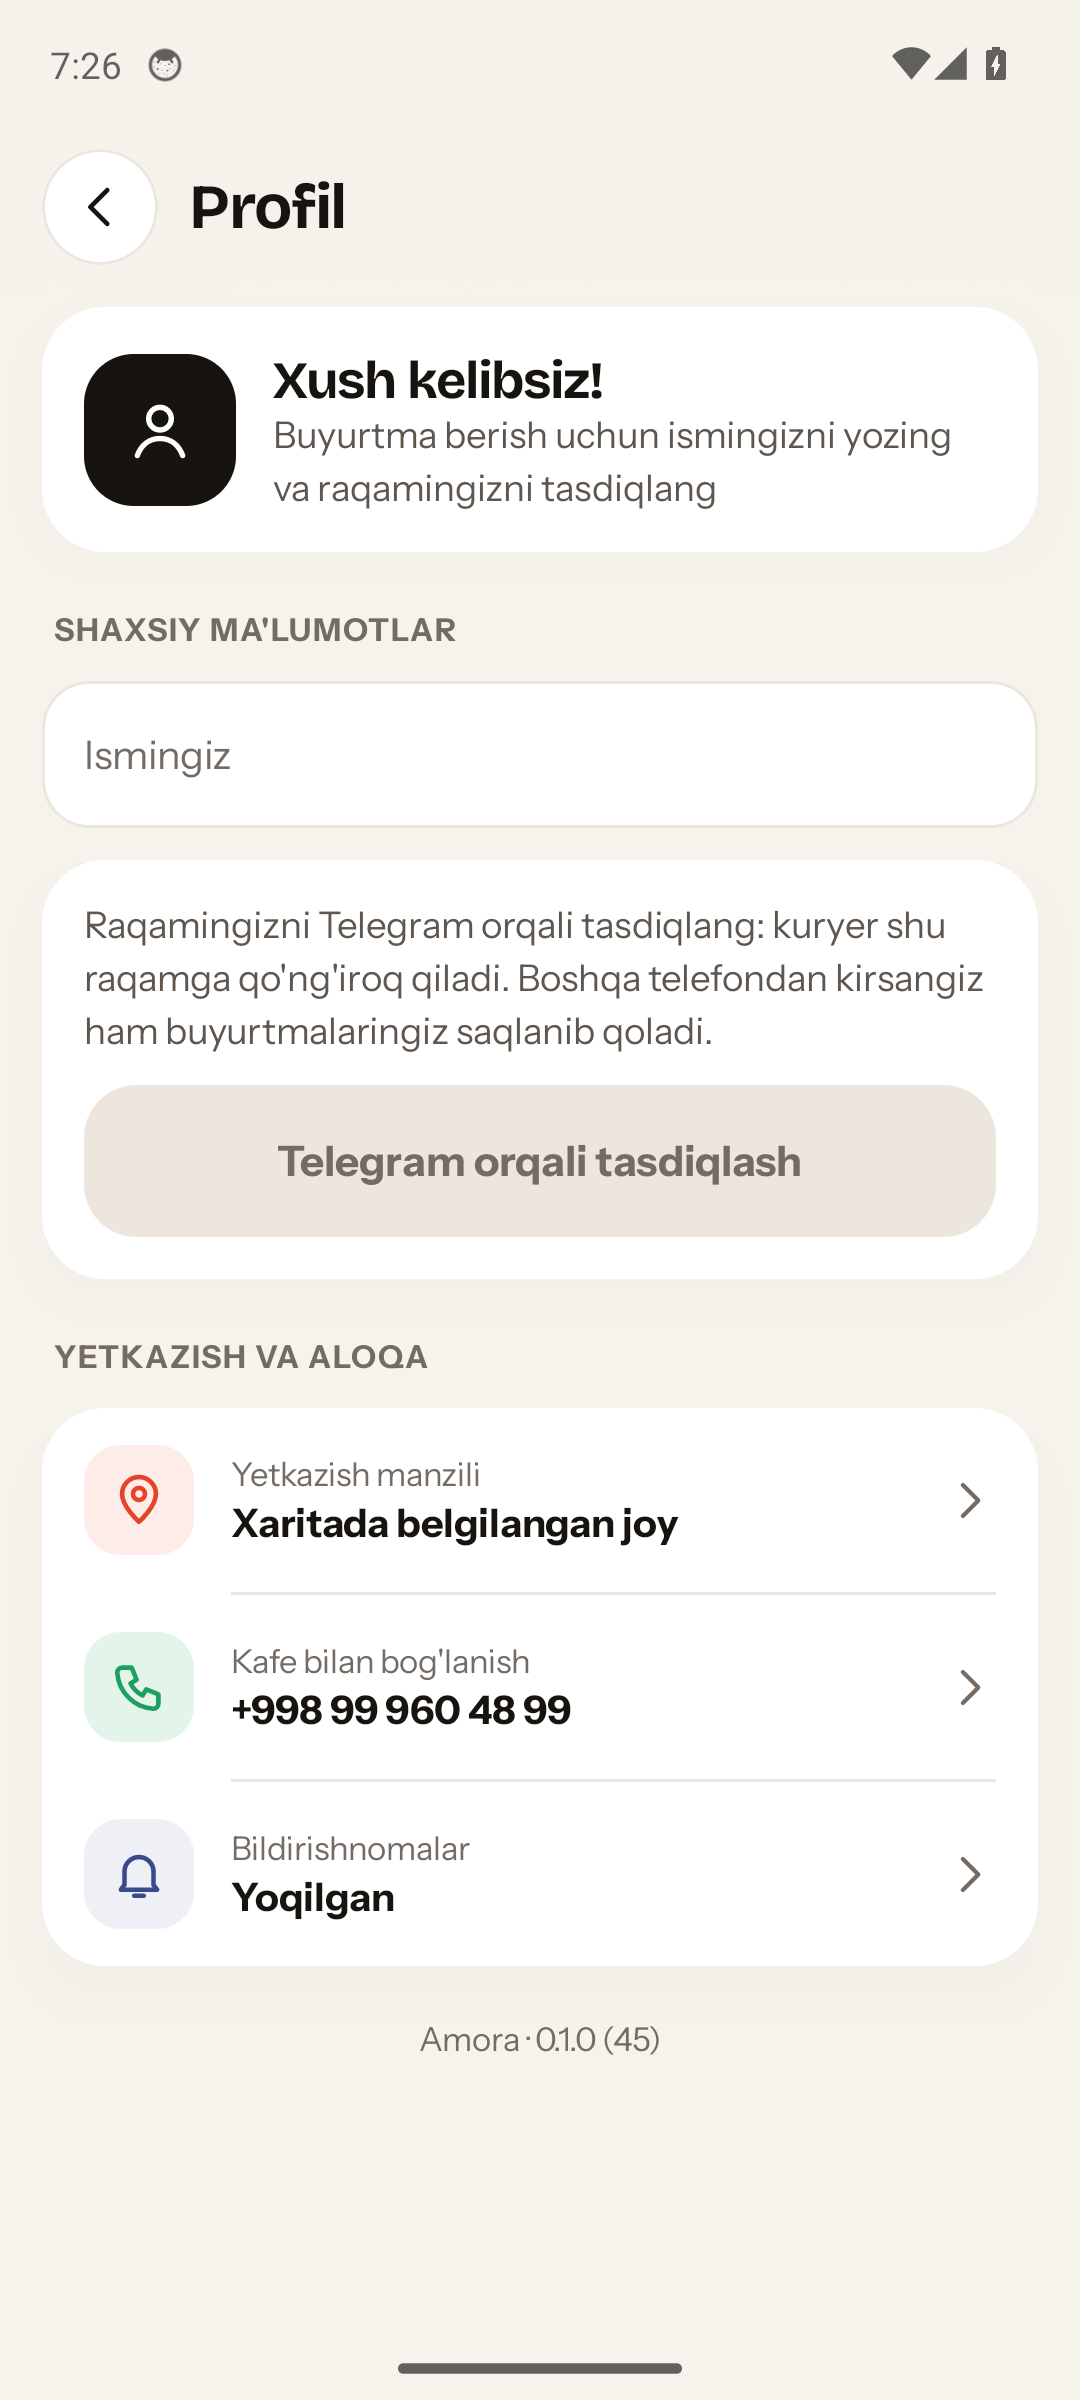 7:26
Profil
Xush kelibsiz!
Buyurtma berish uchun ismingizni yozing
va raqamingizni tasdiqlang
SHAXSIY MA'LUMOTLAR
Ismingiz
Raqamingizni Telegram orqali tasdiqlang: kuryer shu
raqamga qo'ng'iroq qiladi. Boshqa telefondan kirsangiz
ham buyurtmalaringiz saqlanib qoladi.
Telegram orqali tasdiqlash
YETKAZISH VA ALOQA
Yetkazish manzili
Xaritada belgilangan joy
Kafe bilan bog'lanish
+998 99 960 48 99
Bildirishnomalar
Yoqilgan
Amora · 0.1.0 (45)